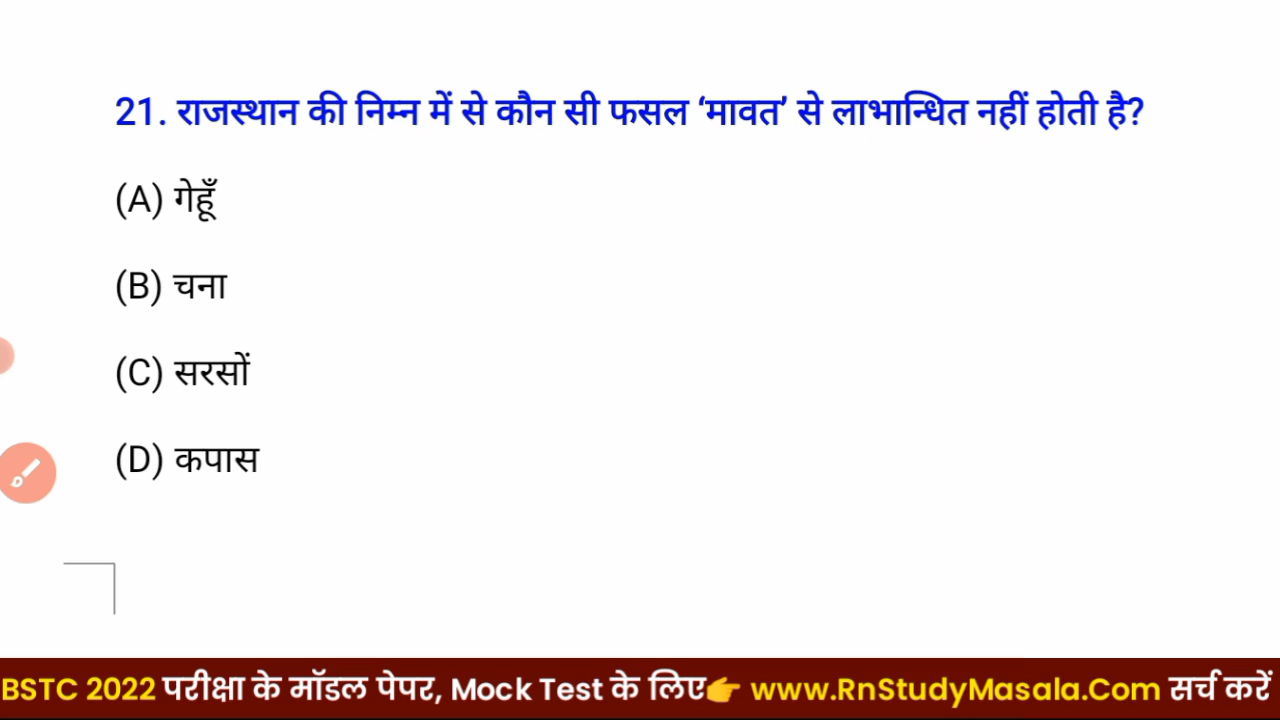 21. राजस्थान की निम्न में से कौन सी फसल ‘मावत’ से लाभान्धित नहीं होती है?
(A) गेहूँ
(B) चना
(C) सरसों
(D) कपास
BSTC 2022 परीक्षा के मॉडल पेपर, Mock Test के लिए👉 www.RnStudyMasala.Com सर्च करें